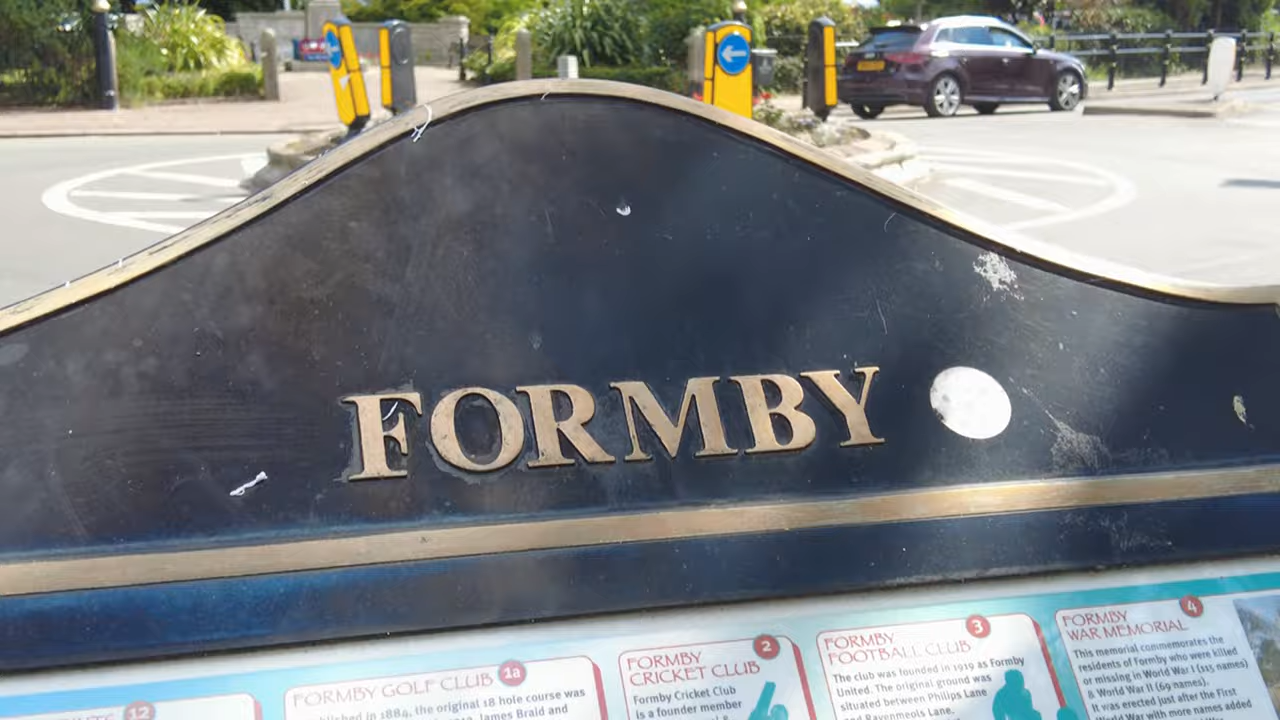 FORMBY
12
FORMBY GOLF CLUB 1a
in 1884, the original 18 hole course was
James Braid and
FORMBY 2
CRICKET CLUB
Formby Cricket Club
is a founder member
FORMBY 3
FOOTBALL CLUB
The club was founded in 1919 as Formby
United. The original ground was
situated between Philips Lane
and Ravenmeols Lane.
FORMBY 4
WAR MEMORIAL
This memorial commemorates the
residents of Formby who were killed
or missing in World War I (115 names)
& World War II (69 names).
It was erected just after the First
World War with more names added